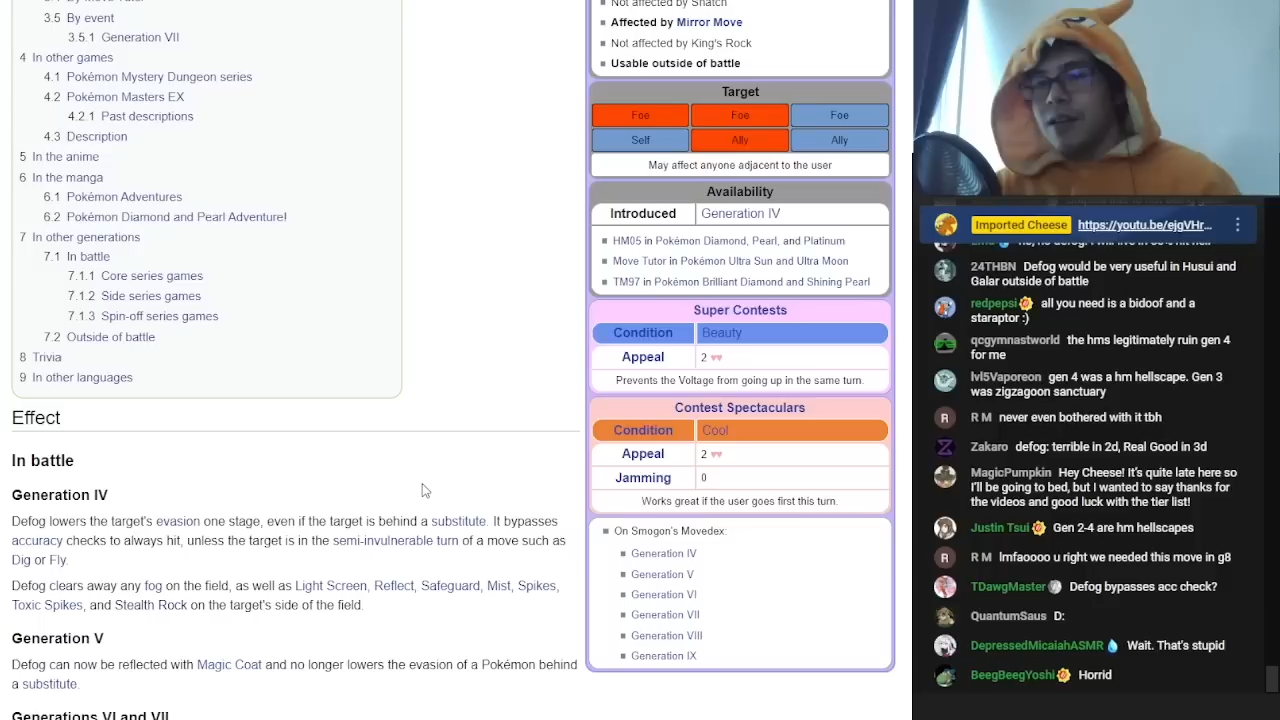 3.5 By event
3.5.1 Generation VII
4 In other games
4.1 Pokémon Mystery Dungeon series
4.2 Pokémon Masters EX
4.2.1 Past descriptions
4.3 Description
5 In the anime
6 In the manga
6.1 Pokémon Adventures
6.2 Pokémon Diamond and Pearl Adventure!
7 In other generations
7.1 In battle
7.1.1 Core series games
7.1.2 Side series games
7.1.3 Spin-off series games
7.2 Outside of battle
8 Trivia
9 In other languages
Effect
In battle
Generation IV
Defog lowers the target's evasion one stage, even if the target is behind a substitute. It bypasses
accuracy checks to always hit, unless the target is in the semi-invulnerable turn of a move such as
Dig or Fly.
Defog clears away any fog on the field, as well as Light Screen, Reflect, Safeguard, Mist, Spikes,
Toxic Spikes, and Stealth Rock on the target's side of the field.
Generation V
Defog can now be reflected with Magic Coat and no longer lowers the evasion of a Pokémon behind
a substitute.
Generations VI and VII
Not affected by Snatch
Affected by Mirror Move
Not affected by King's Rock
Usable outside of battle
Target
Foe Foe Foe
Self Ally Ally
May affect anyone adjacent to the user
Availability
Introduced Generation IV
HM05 in Pokémon Diamond, Pearl, and Platinum
Move Tutor in Pokémon Ultra Sun and Ultra Moon
TM97 in Pokémon Brilliant Diamond and Shining Pearl
Super Contests
Condition Beauty
Appeal 2 ♥♥
Prevents the Voltage from going up in the same turn.
Contest Spectaculars
Condition Cool
Appeal 2 ♥♥
Jamming 0
Works great if the user goes first this turn.
On Smogon's Movedex:
Generation IV
Generation V
Generation VI
Generation VII
Generation VIII
Generation IX
Imported Cheese https://youtu.be/ejgVHr...
24THBN Defog would be very useful in Husui and
Galar outside of battle
redpepsi all you need is a bidoof and a
staraptor :)
qcgymnastworld the hms legitimately ruin gen 4
for me
lvl5Vaporeon gen 4 was a hm hellscape. Gen 3
was zigzagoon sanctuary
R R M never even bothered with it tbh
Zakaro defog: terrible in 2d, Real Good in 3d
MagicPumpkin Hey Cheese! It's quite late here so
I'll be going to bed, but I wanted to say thanks for
the videos and good luck with the tier list!
Justin Tsui Gen 2-4 are hm hellscapes
R R M lmfaoooo u right we needed this move in g8
TDawgMaster Defog bypasses acc check?
QuantumSaus D:
DepressedMicaiahASMR Wait. That's stupid
BeegBeegYoshi Horrid